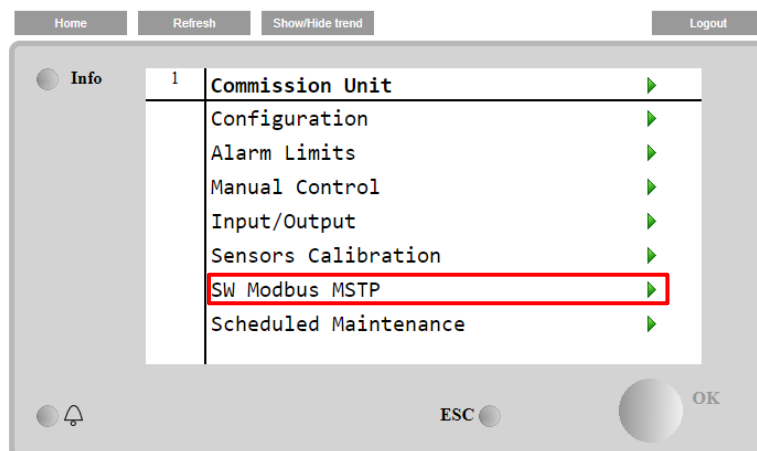 Home Refresh Show/Hide trend Logout
Info
1 Commission Unit
Configuration
Alarm Limits
Manual Control
Input/Output
Sensors Calibration
SW Modbus MSTP
Scheduled Maintenance
ESC OK